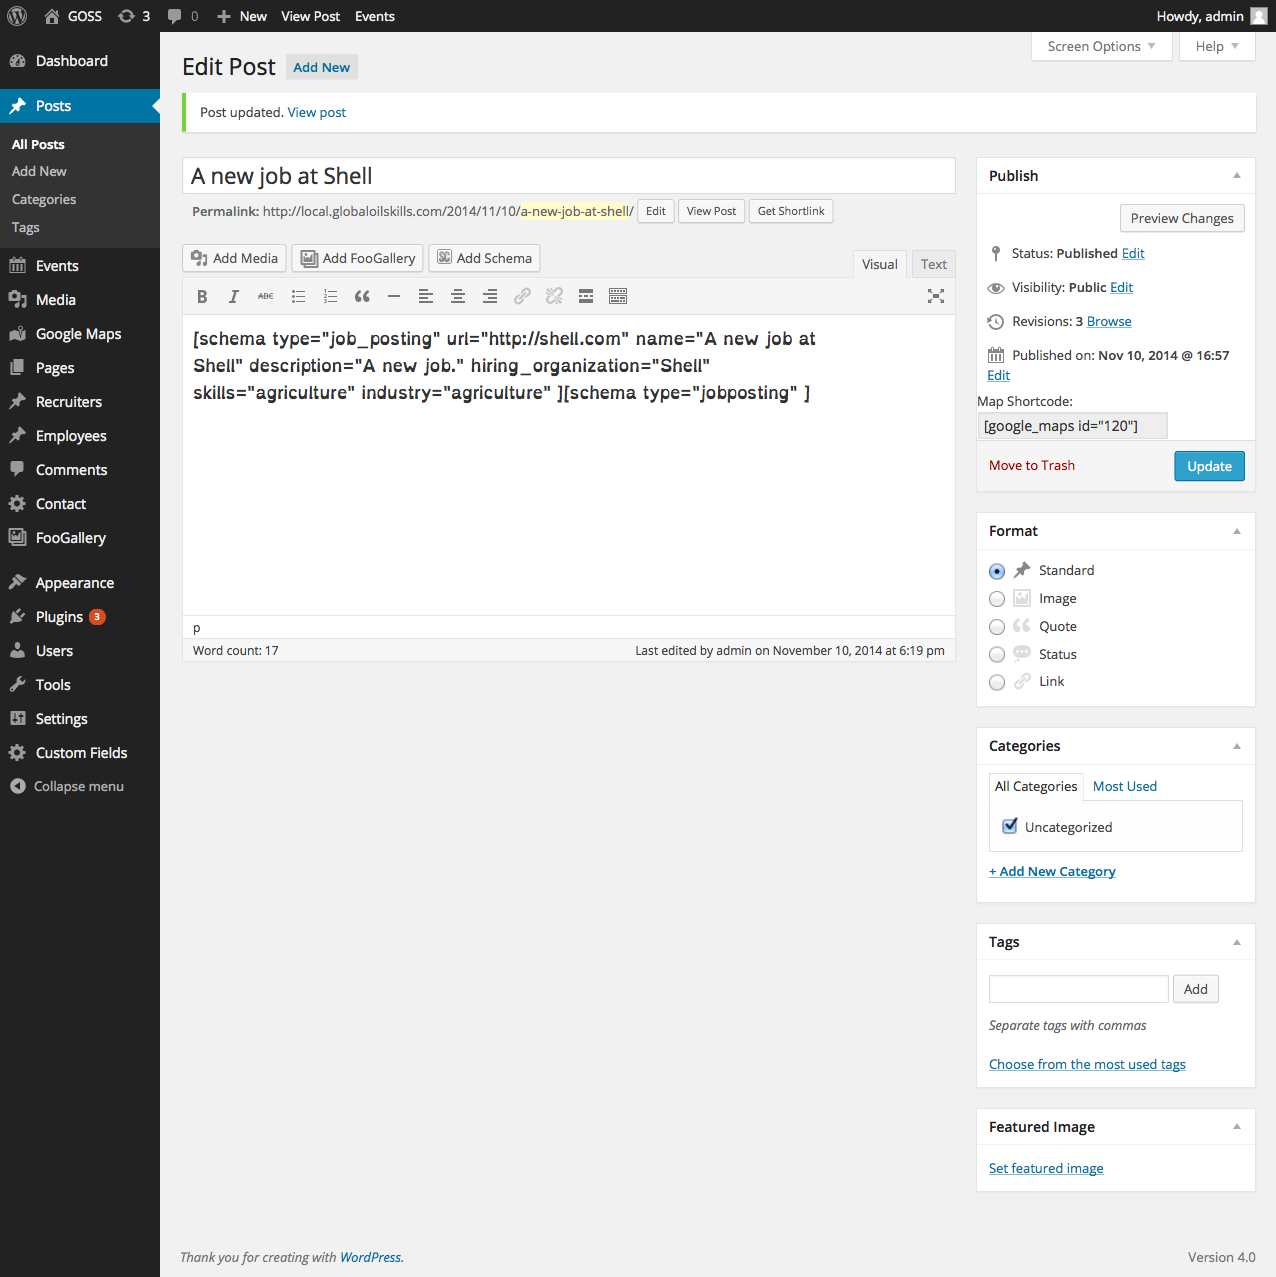 GOSS 3 0 New View Post Events Howdy, admin
Screen Options Help
Dashboard
Posts
All Posts
Add New
Categories
Tags
Events
Media
Google Maps
Pages
Recruiters
Employees
Comments
Contact
FooGallery
Appearance
Plugins 3
Users
Tools
Settings
Custom Fields
Collapse menu
Edit Post Add New
Post updated. View post
A new job at Shell
Permalink: http://local.globaloilskills.com/2014/11/10/a-new-job-at-shell/ Edit View Post Get Shortlink
Add Media Add FooGallery SC Add Schema Visual Text
B I ABC
[schema type="job_posting" url="http://shell.com" name="A new job at
Shell" description="A new job." hiring_organization="Shell"
skills="agriculture" industry="agriculture" ][schema type="jobposting" ]
p
Word count: 17 Last edited by admin on November 10, 2014 at 6:19 pm
Publish
Preview Changes
Status: Published Edit
Visibility: Public Edit
Revisions: 3 Browse
Published on: Nov 10, 2014 @ 16:57
Edit
Map Shortcode:
[google_maps id="120"]
Move to Trash Update
Format
Standard
Image
Quote
Status
Link
Categories
All Categories Most Used
Uncategorized
+ Add New Category
Tags
Add
Separate tags with commas
Choose from the most used tags
Featured Image
Set featured image
Thank you for creating with WordPress. Version 4.0